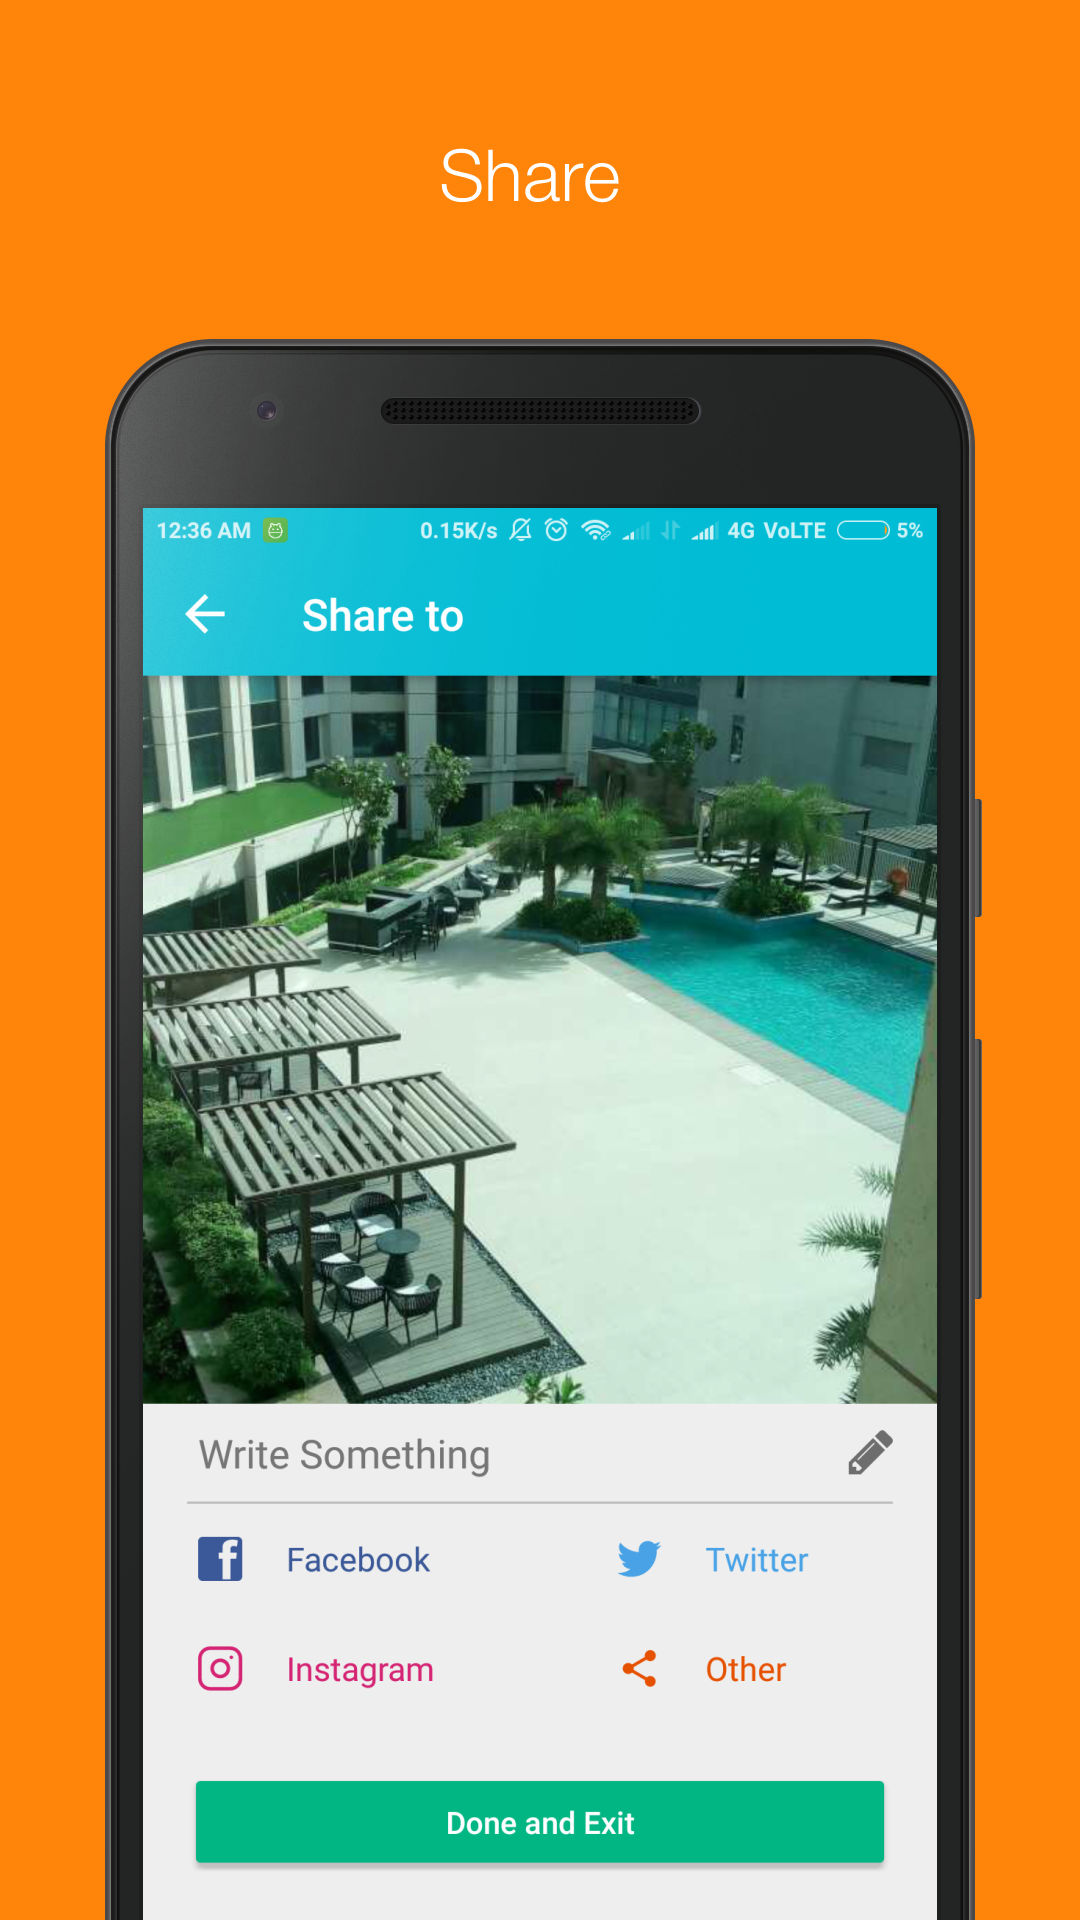 Share
12:36 AM 0.15K/s 4G VoLTE 5%
Share to
Write Something
Facebook Twitter
Instagram Other
Done and Exit